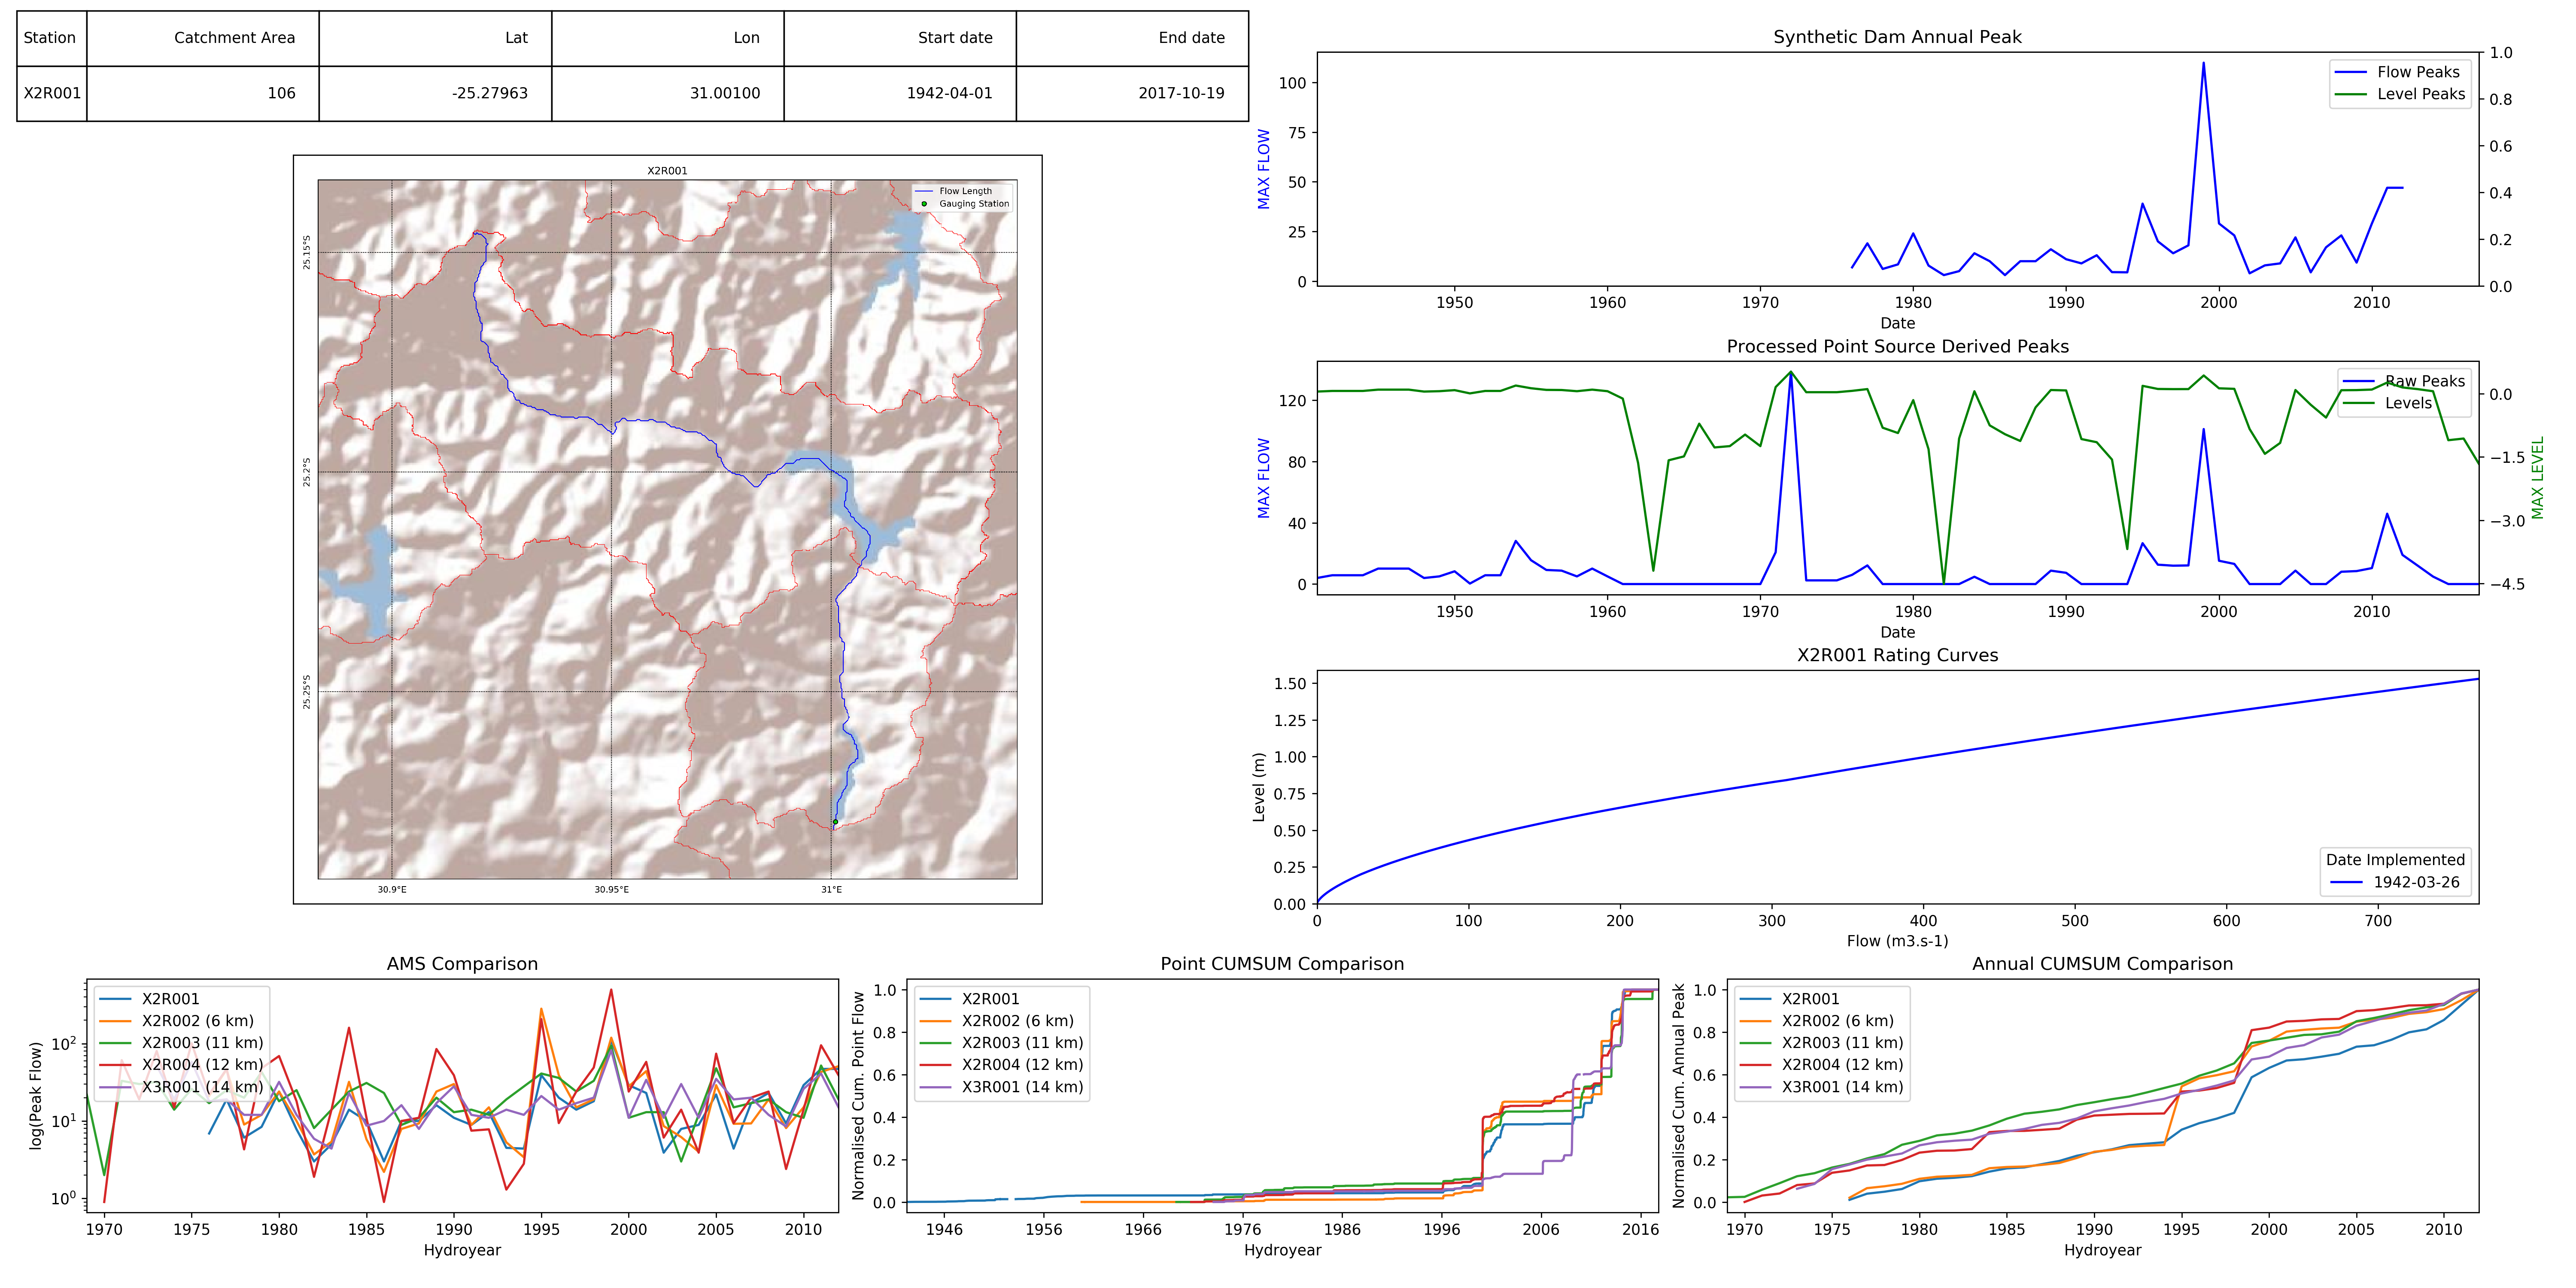 Station Catchment Area Lat Lon Start date End date
X2R001 106 -25.27963 31.00100 1942-04-01 2017-10-19
X2R001
Flow Length
Gauging Station
25.15°S
25.2°S
25.25°S
30.9°E 30.95°E 31°E
Synthetic Dam Annual Peak
Flow Peaks
Level Peaks
MAX FLOW
100
75
50
25
0
1.0
0.8
0.6
0.4
0.2
0.0
1950 1960 1970 1980 1990 2000 2010
Date
Processed Point Source Derived Peaks
Raw Peaks
Levels
MAX FLOW
120
80
40
0
0.0
−1.5
−3.0
−4.5
MAX LEVEL
1950 1960 1970 1980 1990 2000 2010
Date
X2R001 Rating Curves
Level (m)
1.50
1.25
1.00
0.75
0.50
0.25
0.00
Date Implemented
1942-03-26
0 100 200 300 400 500 600 700
Flow (m3.s-1)
AMS Comparison
X2R001
X2R002 (6 km)
X2R003 (11 km)
X2R004 (12 km)
X3R001 (14 km)
log(Peak Flow)
10²
10¹
10⁰
1970 1975 1980 1985 1990 1995 2000 2005 2010
Hydroyear
Point CUMSUM Comparison
X2R001
X2R002 (6 km)
X2R003 (11 km)
X2R004 (12 km)
X3R001 (14 km)
Normalised Cum. Point Flow
1.0
0.8
0.6
0.4
0.2
0.0
1946 1956 1966 1976 1986 1996 2006 2016
Hydroyear
Annual CUMSUM Comparison
X2R001
X2R002 (6 km)
X2R003 (11 km)
X2R004 (12 km)
X3R001 (14 km)
Normalised Cum. Annual Peak
1.0
0.8
0.6
0.4
0.2
0.0
1970 1975 1980 1985 1990 1995 2000 2005 2010
Hydroyear